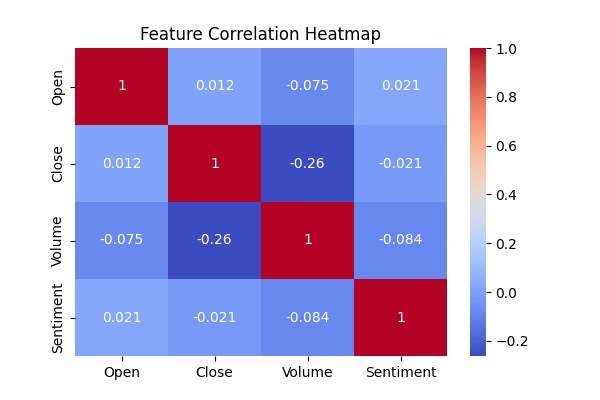 Feature Correlation Heatmap
Open 1 0.012 -0.075 0.021
Close 0.012 1 -0.26 -0.021
Volume -0.075 -0.26 1 -0.084
Sentiment 0.021 -0.021 -0.084 1
Open Close Volume Sentiment
1.0
0.8
0.6
0.4
0.2
0.0
−0.2